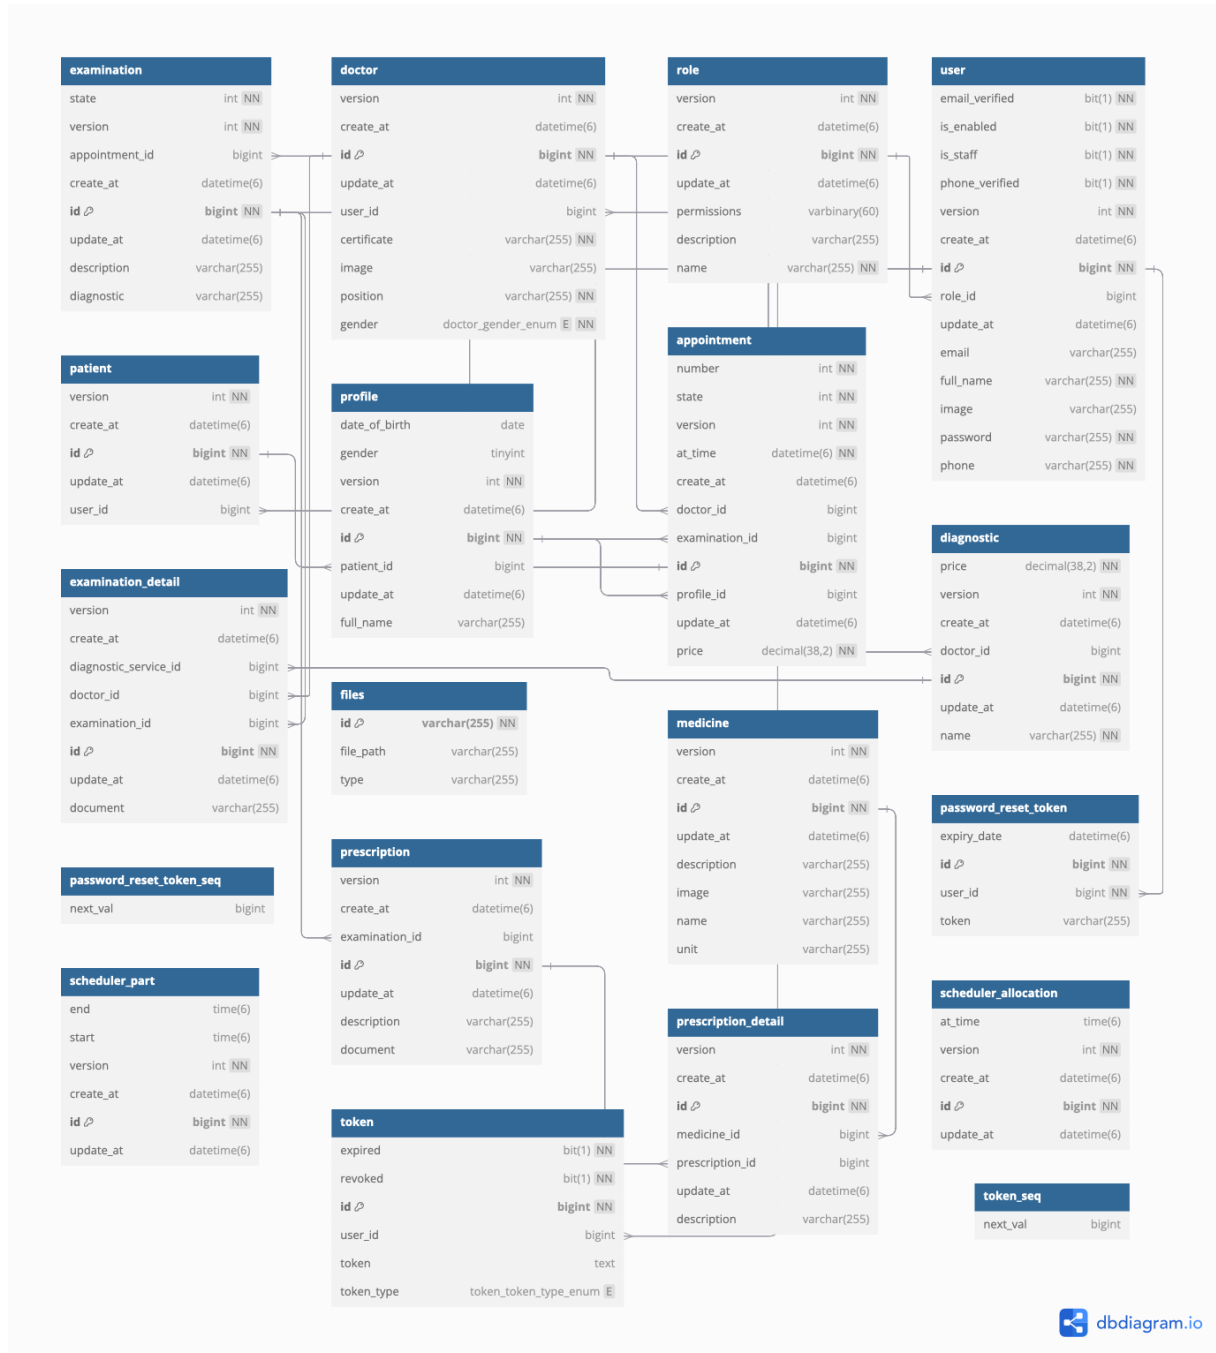 examination
state int NN
version int NN
appointment_id bigint
create_at datetime(6)
id bigint NN
update_at datetime(6)
description varchar(255)
diagnostic varchar(255)
doctor
version int NN
create_at datetime(6)
id bigint NN
update_at datetime(6)
user_id bigint
certificate varchar(255) NN
image varchar(255)
position varchar(255) NN
gender doctor_gender_enum E NN
role
version int NN
create_at datetime(6)
id bigint NN
update_at datetime(6)
permissions varbinary(60)
description varchar(255)
name varchar(255) NN
user
email_verified bit(1) NN
is_enabled bit(1) NN
is_staff bit(1) NN
phone_verified bit(1) NN
version int NN
create_at datetime(6)
id bigint NN
role_id bigint
update_at datetime(6)
email varchar(255)
full_name varchar(255) NN
image varchar(255)
password varchar(255) NN
phone varchar(255) NN
patient
version int NN
create_at datetime(6)
id bigint NN
update_at datetime(6)
user_id bigint
profile
date_of_birth date
gender tinyint
version int NN
create_at datetime(6)
id bigint NN
patient_id bigint
update_at datetime(6)
full_name varchar(255)
appointment
number int NN
state int NN
version int NN
at_time datetime(6) NN
create_at datetime(6)
doctor_id bigint
examination_id bigint
id bigint NN
profile_id bigint
update_at datetime(6)
price decimal(38,2) NN
diagnostic
price decimal(38,2) NN
version int NN
create_at datetime(6)
doctor_id bigint
id bigint NN
update_at datetime(6)
name varchar(255) NN
examination_detail
version int NN
create_at datetime(6)
diagnostic_service_id bigint
doctor_id bigint
examination_id bigint
id bigint NN
update_at datetime(6)
document varchar(255)
files
id varchar(255) NN
file_path varchar(255)
type varchar(255)
medicine
version int NN
create_at datetime(6)
id bigint NN
update_at datetime(6)
description varchar(255)
image varchar(255)
name varchar(255)
unit varchar(255)
password_reset_token
expiry_date datetime(6)
id bigint NN
user_id bigint NN
token varchar(255)
password_reset_token_seq
next_val bigint
prescription
version int NN
create_at datetime(6)
examination_id bigint
id bigint NN
update_at datetime(6)
description varchar(255)
document varchar(255)
scheduler_part
end time(6)
start time(6)
version int NN
create_at datetime(6)
id bigint NN
update_at datetime(6)
prescription_detail
version int NN
create_at datetime(6)
id bigint NN
medicine_id bigint
prescription_id bigint
update_at datetime(6)
description varchar(255)
scheduler_allocation
at_time time(6)
version int NN
create_at datetime(6)
id bigint NN
update_at datetime(6)
token
expired bit(1) NN
revoked bit(1) NN
id bigint NN
user_id bigint
token text
token_type token_token_type_enum E
token_seq
next_val bigint
dbdiagram.io